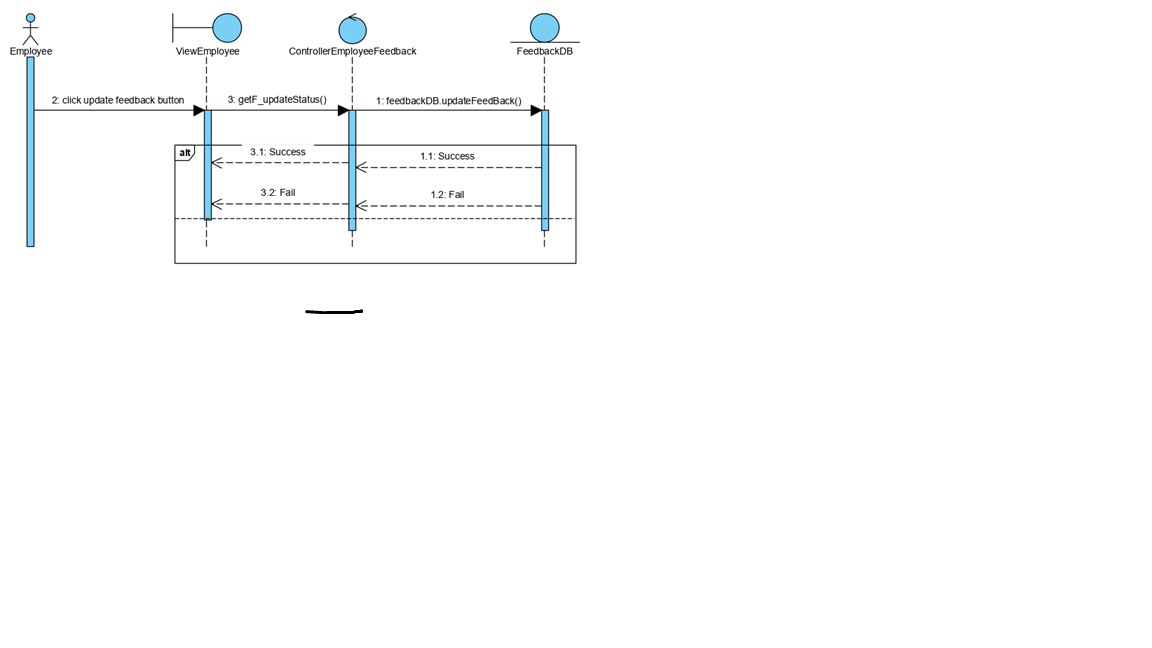 Employee
ViewEmployee
ControllerEmployeeFeedback
FeedbackDB
2: click update feedback button
3: getF_updateStatus()
1: feedbackDB.updateFeedBack()
alt
3.1: Success
1.1: Success
3.2: Fail
1.2: Fail